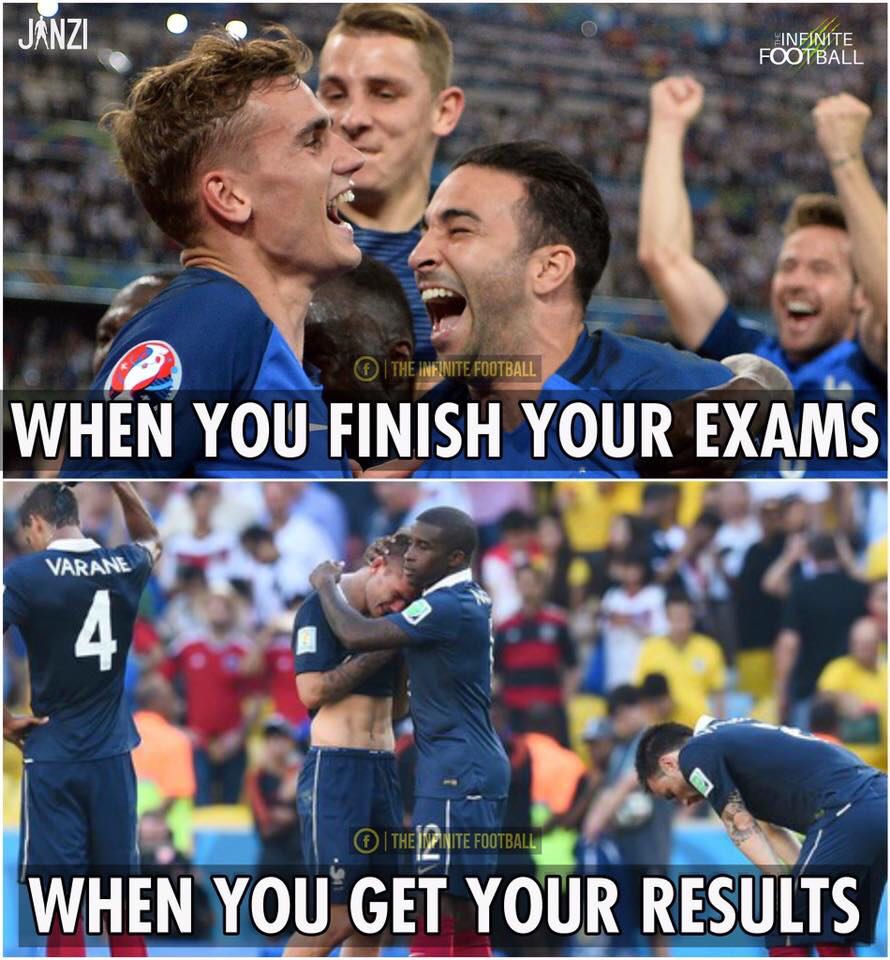 JANZI
THE INFINITE
FOOTBALL
f | THE INFINITE FOOTBALL
WHEN YOU FINISH YOUR EXAMS
VARANE
4
12
f | THE INFINITE FOOTBALL
WHEN YOU GET YOUR RESULTS